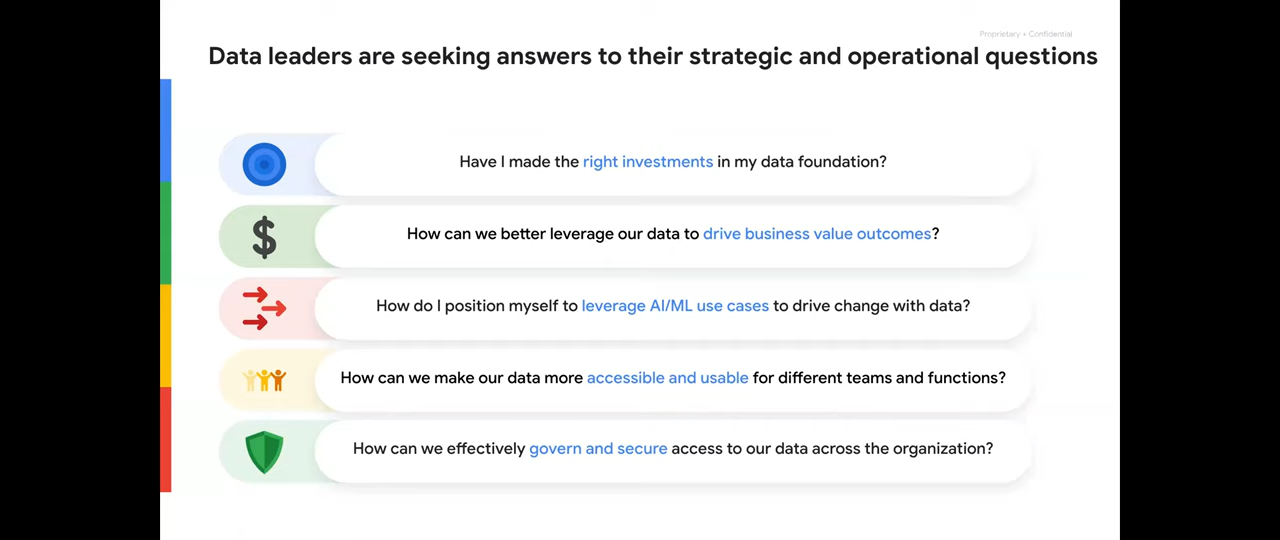 Proprietary + Confidential
Data leaders are seeking answers to their strategic and operational questions
Have I made the right investments in my data foundation?
$
How can we better leverage our data to drive business value outcomes?
How do I position myself to leverage AI/ML use cases to drive change with data?
How can we make our data more accessible and usable for different teams and functions?
How can we effectively govern and secure access to our data across the organization?